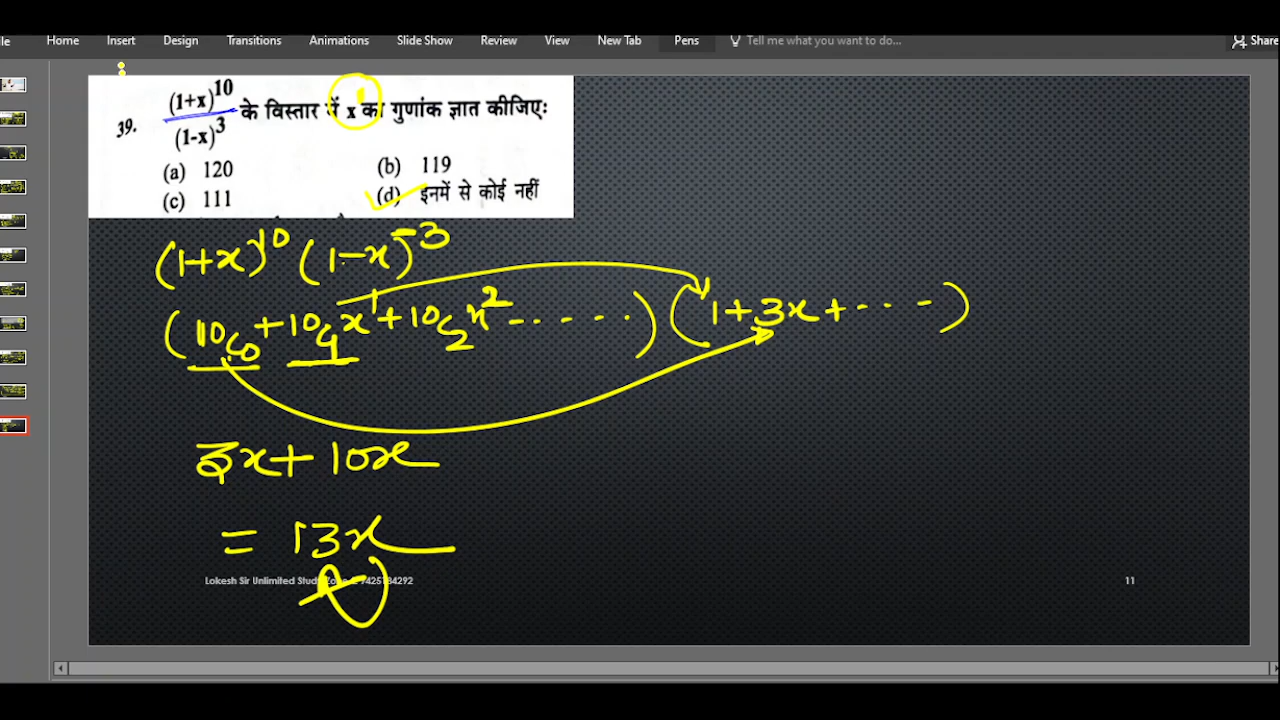 Home Insert Design Transitions Animations Slide Show Review View New Tab Pens Tell me what you want to do... Share
39. (1+x)^10 / (1-x)^3 के विस्तार में x का गुणांक ज्ञात कीजिएः
(a) 120 (b) 119
(c) 111 (d) इनमें से कोई नहीं
(1+x)^10 (1-x)^-3
(10C0 + 10C1 x^1 + 10C2 x^2 - - - - - -) (1+3x+ - - - -)
3x + 10x
= 13x
Lokesh Sir Unlimited Study
11